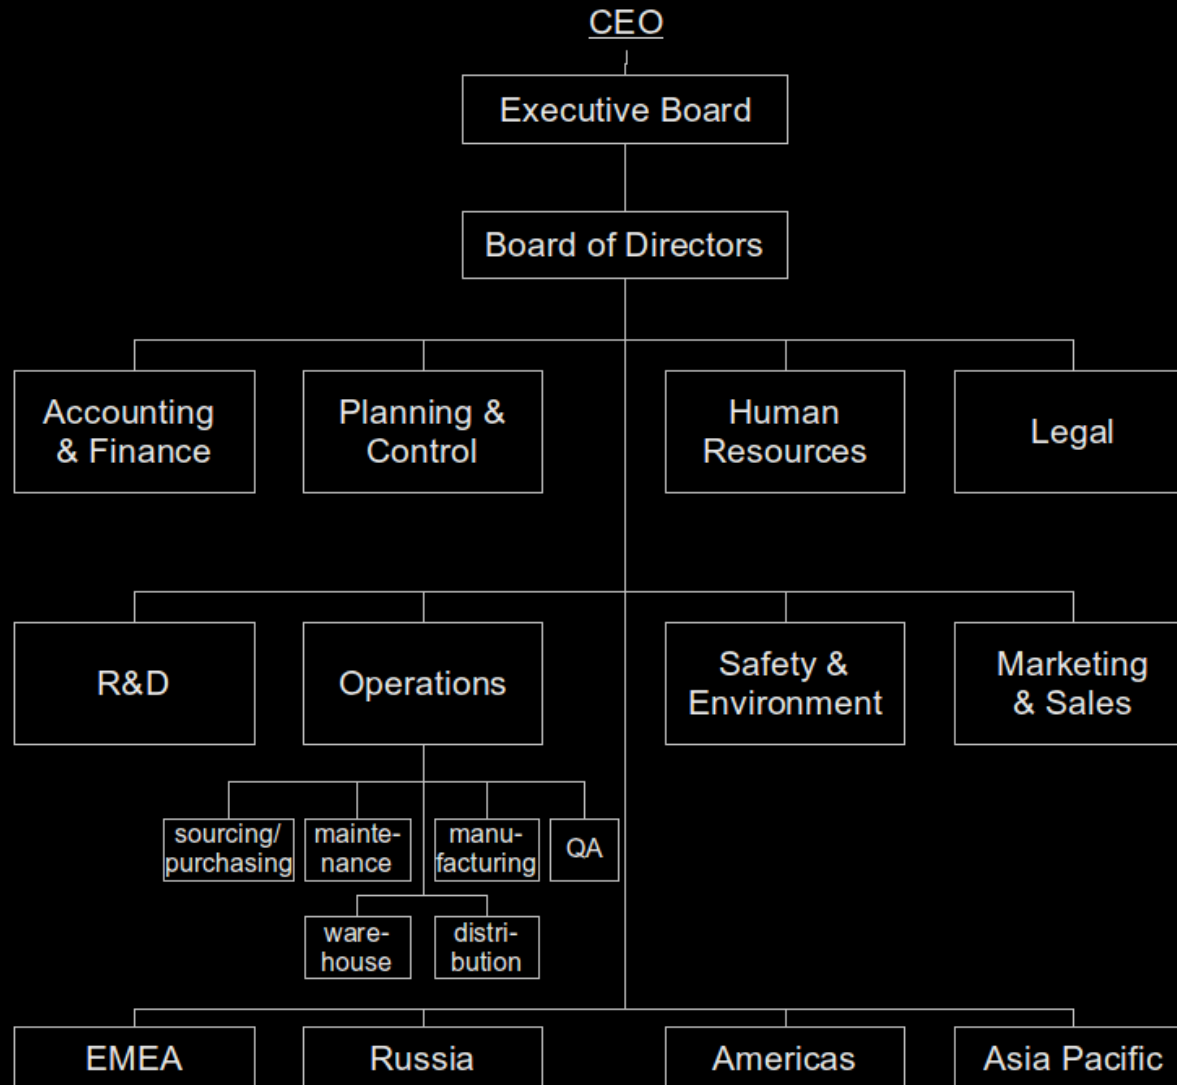 CEO
Executive Board
Board of Directors
Accounting
& Finance
Planning &
Control
Human
Resources
Legal
R&D
Operations
Safety &
Environment
Marketing
& Sales
sourcing/
purchasing
mainte-
nance
manu-
facturing
QA
ware-
house
distri-
bution
EMEA
Russia
Americas
Asia Pacific